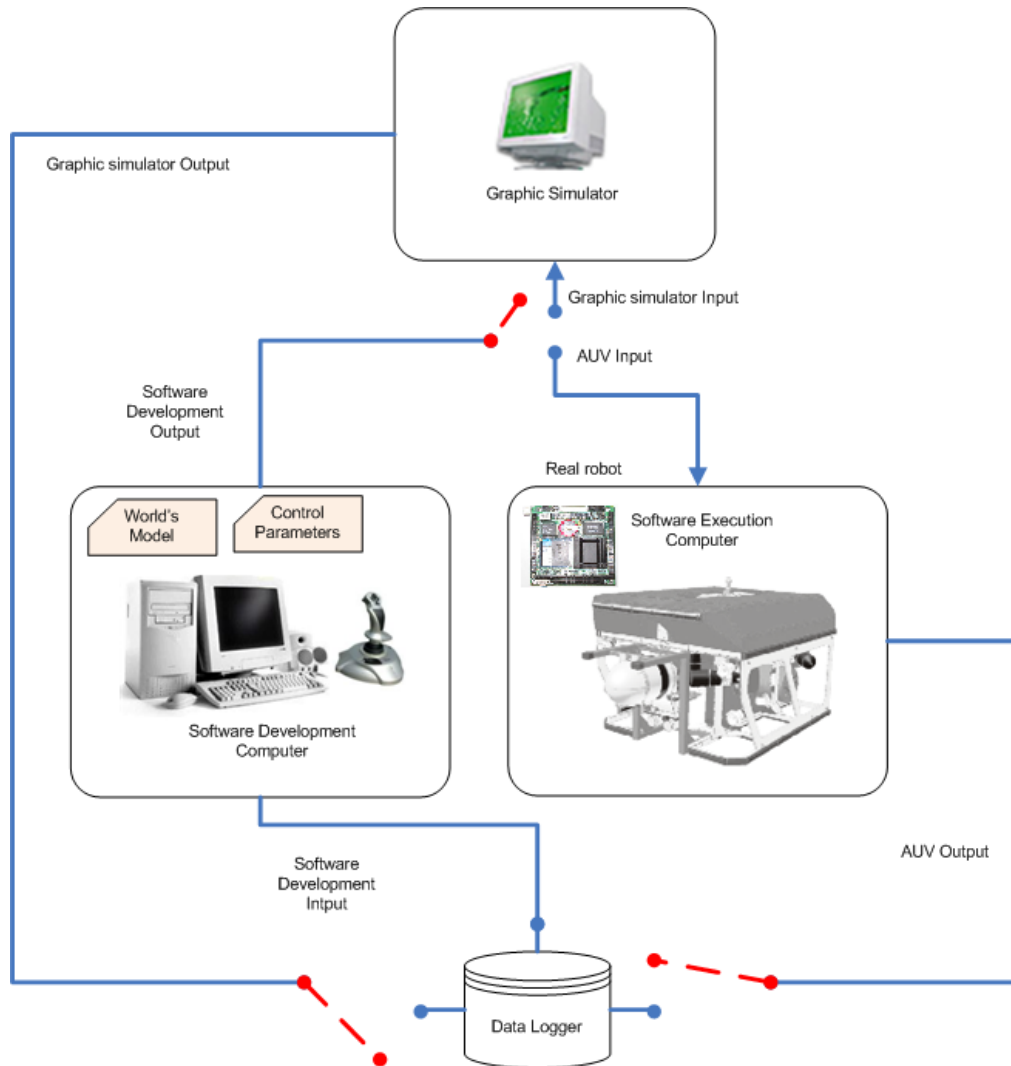 Graphic simulator Output
Graphic Simulator
Graphic simulator Input
AUV Input
Software
Development
Output
Real robot
World's
Model
Control
Parameters
Software Execution
Computer
Software Development
Computer
Software
Development
Intput
AUV Output
Data Logger